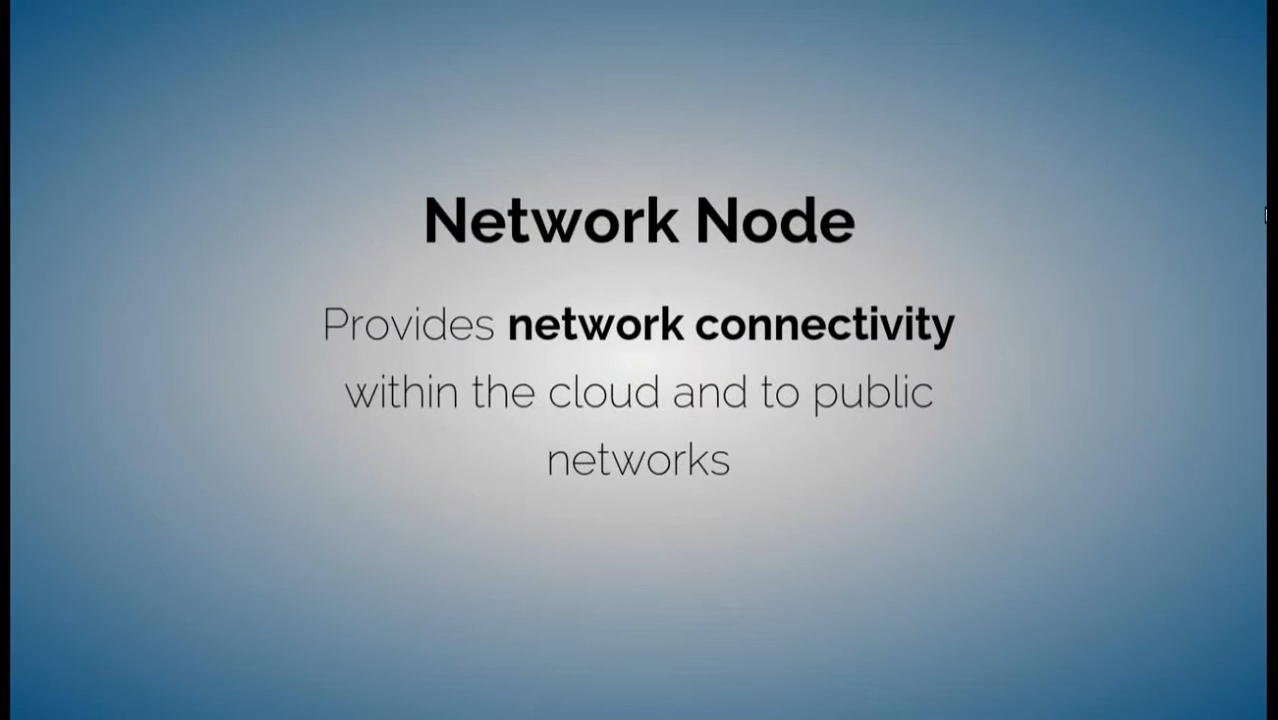 Network Node
Provides network connectivity
within the cloud and to public
networks